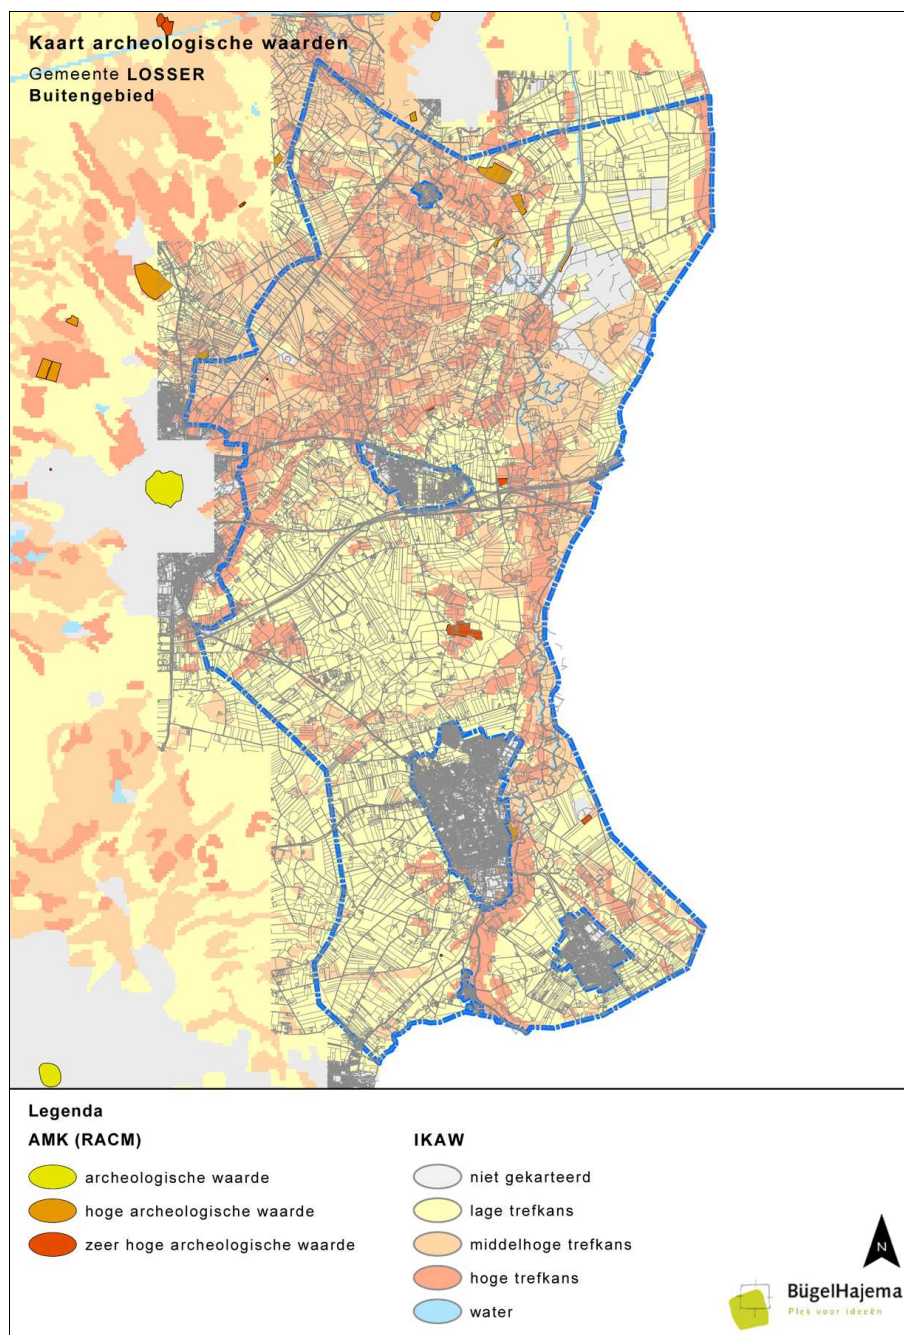 Kaart archeologische waarden
Gemeente LOSSER
Buitengebied
Legenda
AMK (RACM)
archeologische waarde
hoge archeologische waarde
zeer hoge archeologische waarde
IKAW
niet gekarteerd
lage trefkans
middelhoge trefkans
hoge trefkans
water
N
BügelHajema
Plek voor ideeën